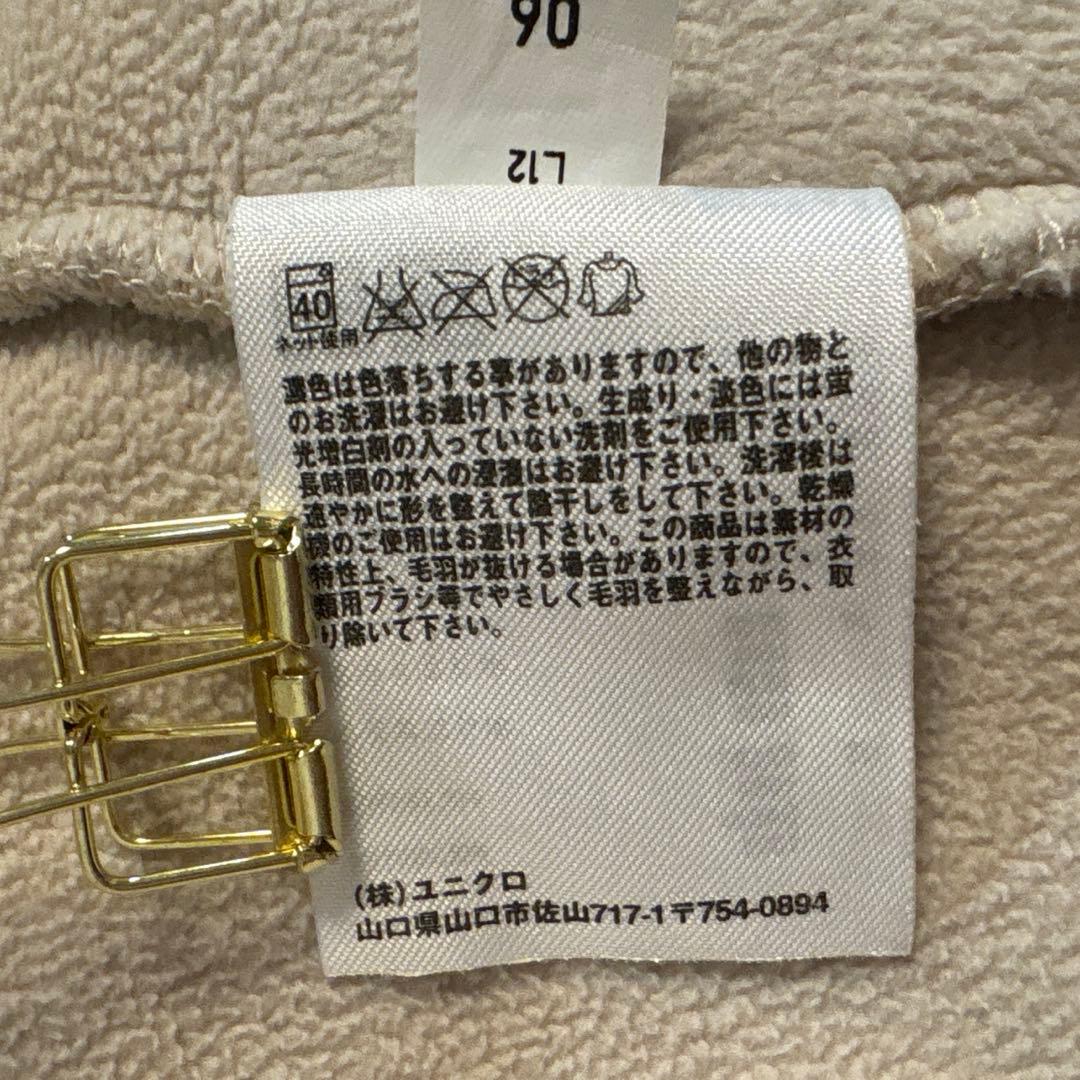 90
L12
40
ネット使用
濃色は色落ちする事がありますので、他の物と
のお洗濯はお避け下さい。生成り・淡色には蛍
光増白剤の入っていない洗剤をご使用下さい。
長時間の水への浸漬はお避け下さい。洗濯後は
速やかに形を整えて陰干しをして下さい。乾燥
機のご使用はお避け下さい。この商品は素材の
特性上、毛羽が抜ける場合がありますので、衣
類用ブラシ等でやさしく毛羽を整えながら、取
り除いて下さい。
(株)ユニクロ
山口県山口市佐山717-1〒754-0894